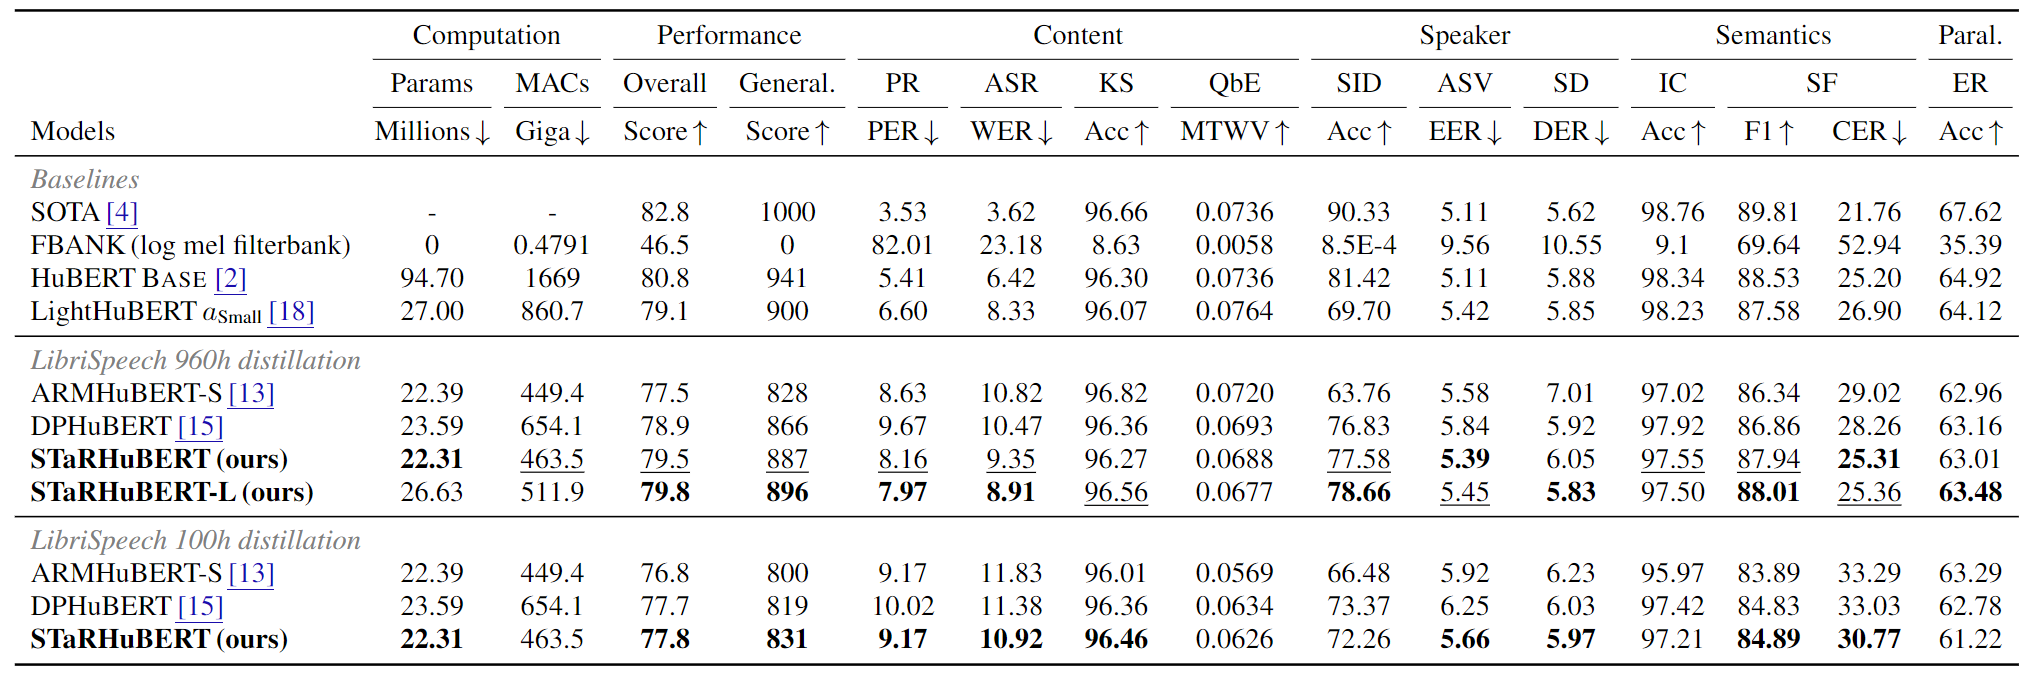 Computation Performance Content Speaker Semantics Paral.
Params MACs Overall General. PR ASR KS QbE SID ASV SD IC SF ER
Models Millions↓ Giga↓ Score↑ Score↑ PER↓ WER↓ Acc↑ MTWV↑ Acc↑ EER↓ DER↓ Acc↑ F1↑ CER↓ Acc↑
Baselines
SOTA [4] - - 82.8 1000 3.53 3.62 96.66 0.0736 90.33 5.11 5.62 98.76 89.81 21.76 67.62
FBANK (log mel filterbank) 0 0.4791 46.5 0 82.01 23.18 8.63 0.0058 8.5E-4 9.56 10.55 9.1 69.64 52.94 35.39
HuBERT BASE [2] 94.70 1669 80.8 941 5.41 6.42 96.30 0.0736 81.42 5.11 5.88 98.34 88.53 25.20 64.92
LightHuBERT aSmall [18] 27.00 860.7 79.1 900 6.60 8.33 96.07 0.0764 69.70 5.42 5.85 98.23 87.58 26.90 64.12
LibriSpeech 960h distillation
ARMHuBERT-S [13] 22.39 449.4 77.5 828 8.63 10.82 96.82 0.0720 63.76 5.58 7.01 97.02 86.34 29.02 62.96
DPHuBERT [15] 23.59 654.1 78.9 866 9.67 10.47 96.36 0.0693 76.83 5.84 5.92 97.92 86.86 28.26 63.16
STaRHuBERT (ours) 22.31 463.5 79.5 887 8.16 9.35 96.27 0.0688 77.58 5.39 6.05 97.55 87.94 25.31 63.01
STaRHuBERT-L (ours) 26.63 511.9 79.8 896 7.97 8.91 96.56 0.0677 78.66 5.45 5.83 97.50 88.01 25.36 63.48
LibriSpeech 100h distillation
ARMHuBERT-S [13] 22.39 449.4 76.8 800 9.17 11.83 96.01 0.0569 66.48 5.92 6.23 95.97 83.89 33.29 63.29
DPHuBERT [15] 23.59 654.1 77.7 819 10.02 11.38 96.36 0.0634 73.37 6.25 6.03 97.42 84.83 33.03 62.78
STaRHuBERT (ours) 22.31 463.5 77.8 831 9.17 10.92 96.46 0.0626 72.26 5.66 5.97 97.21 84.89 30.77 61.22